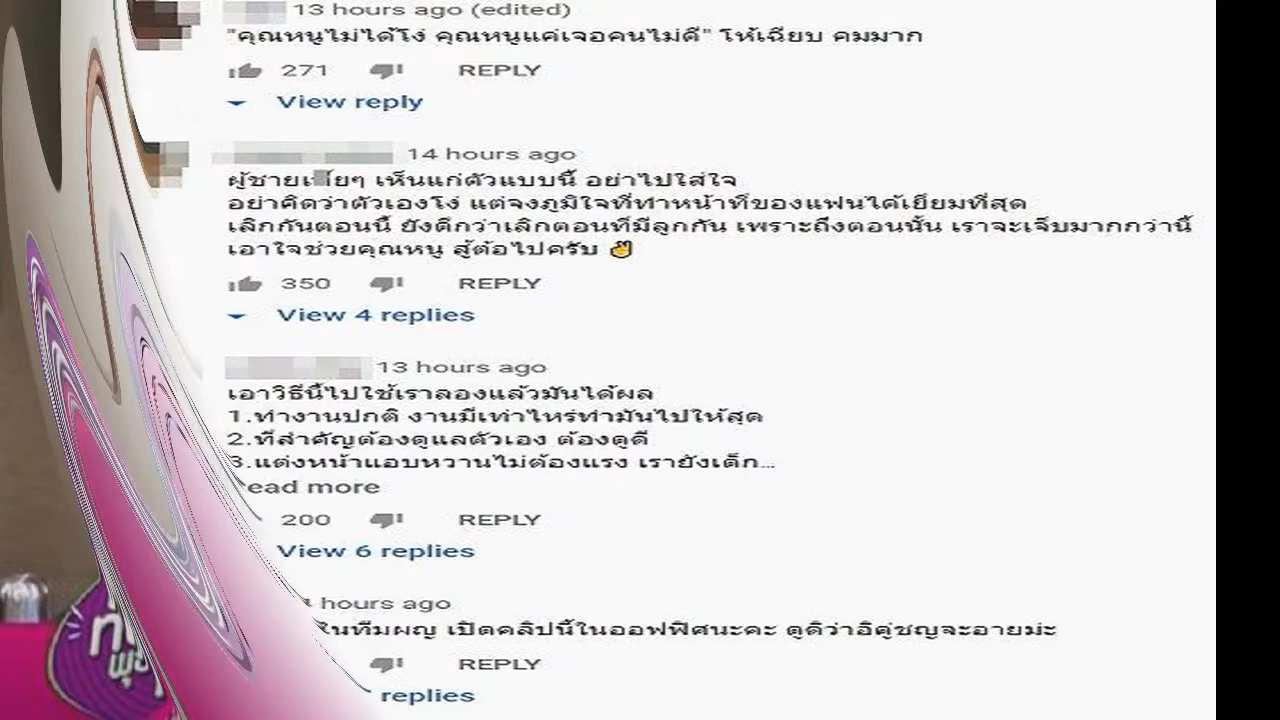 13 hours ago (edited)
"คุณหนูไม่ได้โง่ คุณหนูแค่เจอคนไม่ดี" โห้เฉียบ คมมาก
271 REPLY
View reply
14 hours ago
ๆ เห็นแก่ตัวแบบนี้ อย่าไปใส่ใจ
อย่าคิดว่าตัวเองโง่ แต่จงภูมิใจที่ทำหน้าที่ของแฟนได้เยี่ยมที่สุด
เลิกกันตอนนี้ ยังดีกว่าเลิกตอนที่มีลูกกัน เพราะถึงตอนนั้น เราจะเจ็บมากกว่านี้
เอาใจช่วยคุณหนู สู้ต่อไปครับ ✌
350 REPLY
View 4 replies
13 hours ago
เอาวิธีนี้ไปใช้เราลองแล้วมันได้ผล
1.ทำงานปกติ งานมีเท่าไหร่ทำมันไปให้สุด
2.ที่สำคัญต้องดูแลตัวเอง ต้องดูดี
3.แต่งหน้าแอบหวานไม่ต้องแรง เรายังเด็ก...
ead more
200 REPLY
View 6 replies
hours ago
ในทีมผญ เปิดคลิปนี้ในออฟฟิศนะคะ ดูดิว่าอิคู่ชญจะอายมั่ะ
REPLY
replies